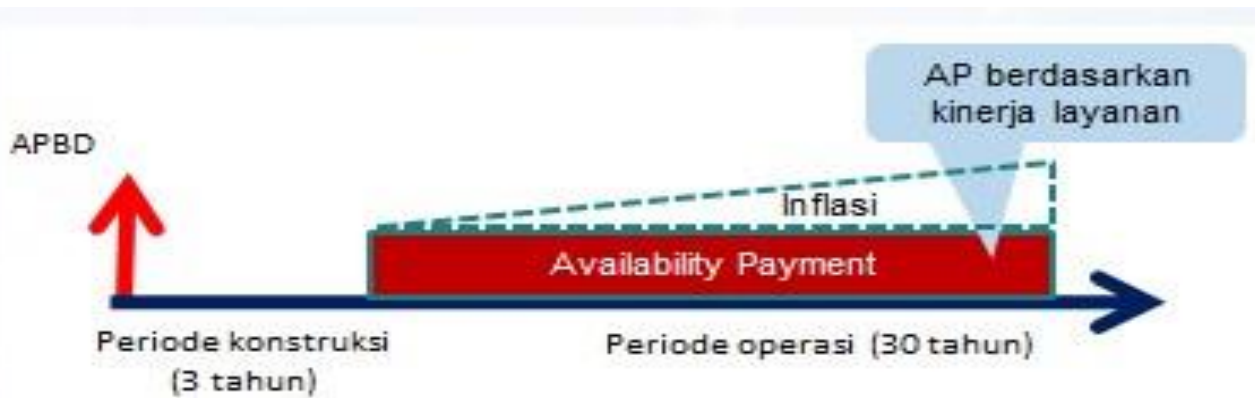 AP berdasarkan
kinerja layanan
APBD
Inflasi
Availability Payment
Periode konstruksi
(3 tahun)
Periode operasi (30 tahun)